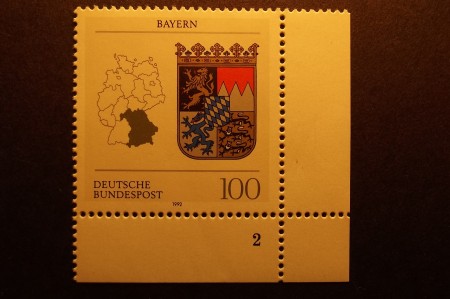 BAYERN
DEUTSCHE
BUNDESPOST
1992
100
2